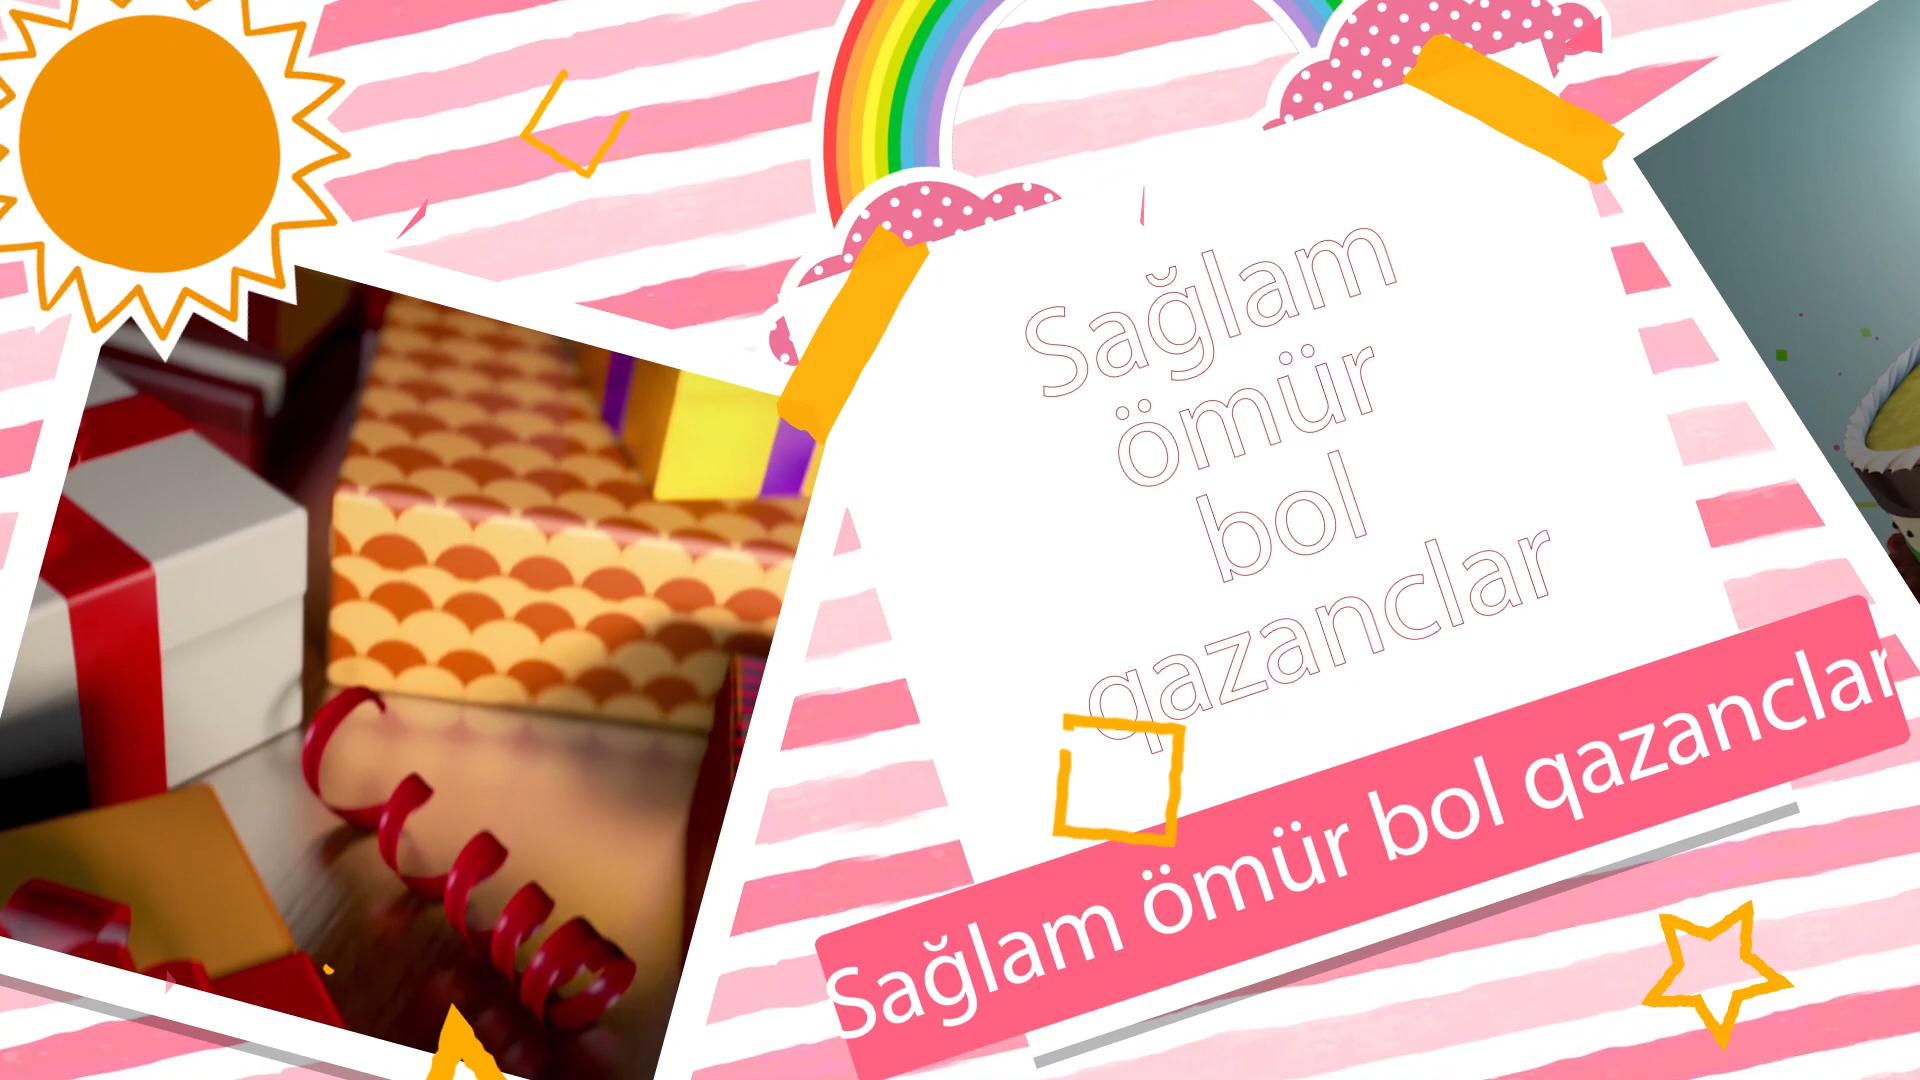 Sağlam
ömür
bol
qazanclar
Sağlam ömür bol qazanclar